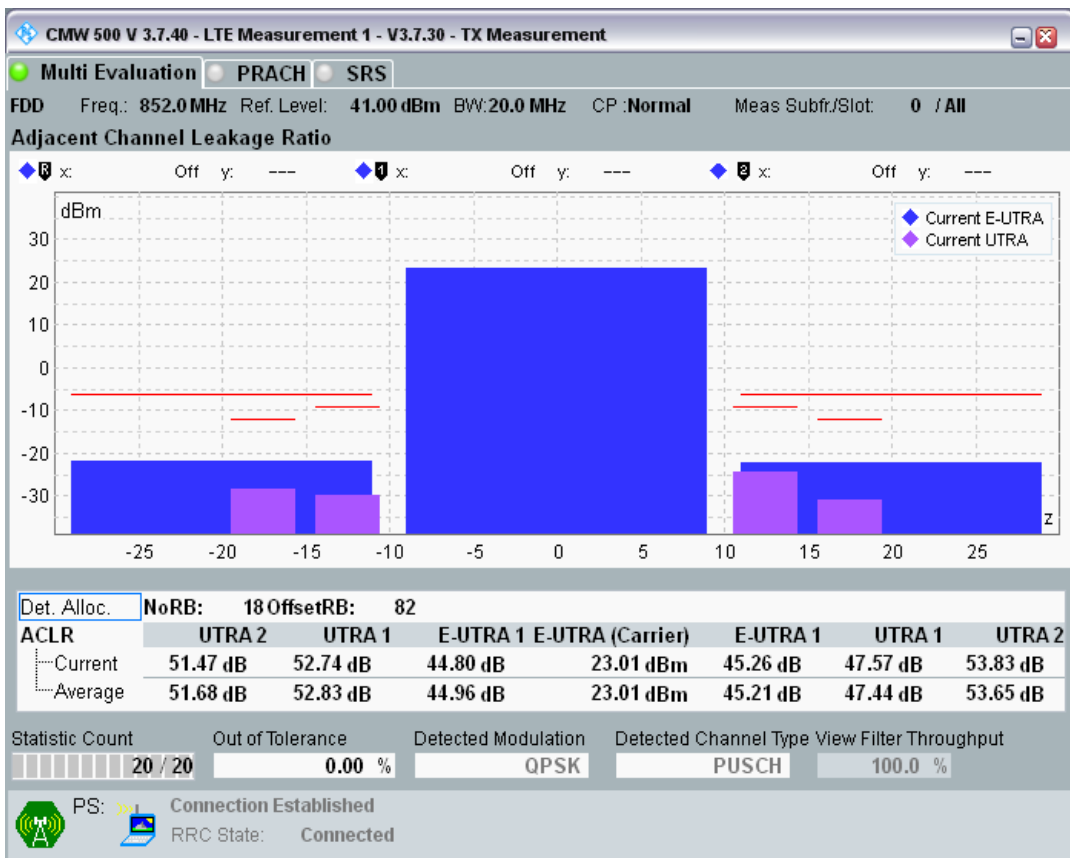 CMW 500 V 3.7.40 - LTE Measurement 1 - V3.7.30 - TX Measurement
Multi Evaluation PRACH SRS
FDD Freq.: 852.0 MHz Ref. Level: 41.00 dBm BW:20.0 MHz CP :Normal Meas Subfr./Slot: 0 / All
Adjacent Channel Leakage Ratio
R x: Off y: --- 1 x: Off y: --- 2 x: Off y: ---
dBm
Current E-UTRA
Current UTRA
30
20
10
0
-10
-20
-30
z
-25 -20 -15 -10 -5 0 5 10 15 20 25
Det. Alloc. NoRB: 18 OffsetRB: 82
ACLR UTRA 2 UTRA 1 E-UTRA 1 E-UTRA (Carrier) E-UTRA 1 UTRA 1 UTRA 2
Current 51.47 dB 52.74 dB 44.80 dB 23.01 dBm 45.26 dB 47.57 dB 53.83 dB
Average 51.68 dB 52.83 dB 44.96 dB 23.01 dBm 45.21 dB 47.44 dB 53.65 dB
Statistic Count Out of Tolerance Detected Modulation Detected Channel Type View Filter Throughput
20 / 20 0.00 % QPSK PUSCH 100.0 %
PS: Connection Established
RRC State: Connected